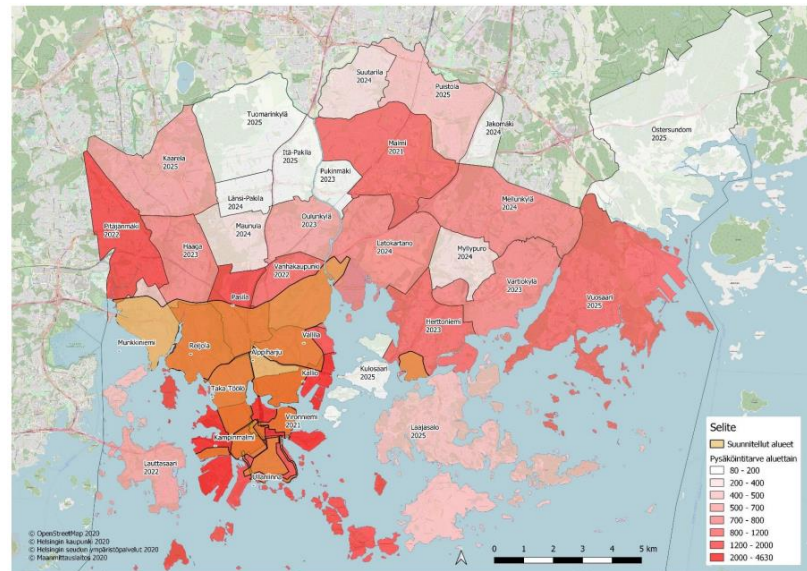 Suutarila
2024
Puistola
2025
Tuomarinkylä
2025
Jakomäki
2024
Östersundom
2025
Itä-Pakila
2025
Malmi
2021
Kaarela
2025
Pukinmäki
2023
Länsi-Pakila
2024
Mellunkylä
2024
Pitäjänmäki
2022
Maunula
2024
Oulunkylä
2023
Haaga
2023
Latokartano
2024
Myllypuro
2024
Vanhakaupunki
2022
Vartiokylä
2023
Pasila
Vuosaari
2025
Herttoniemi
2023
Munkkiniemi
Reijola
Vallila
Alppiharju
Kallio
Kulosaari
2025
Taka-Töölö
Vironniemi
2021
Kampinmalmi
Laajasalo
2025
Lauttasaari
2022
Ullanlinna
Selite
Suunnitellut alueet
Pysäköintitarve alueittain
80 - 200
200 - 400
400 - 500
500 - 700
700 - 800
800 - 1200
1200 - 2000
2000 - 4630
© OpenStreetMap 2020
© Helsingin kaupunki 2020
© Helsingin seudun ympäristöpalvelut 2020
© Maanmittauslaitos 2020
0 1 2 3 4 5 km